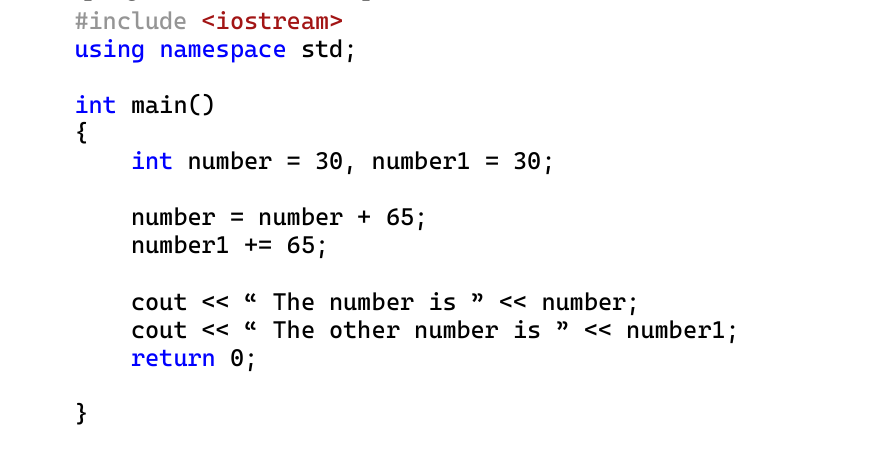 #include <iostream>
using namespace std;
int main()
{
int number = 30, number1 = 30;
number = number + 65;
number1 += 65;
cout << “ The number is ” << number;
cout << “ The other number is ” << number1;
return 0;
}